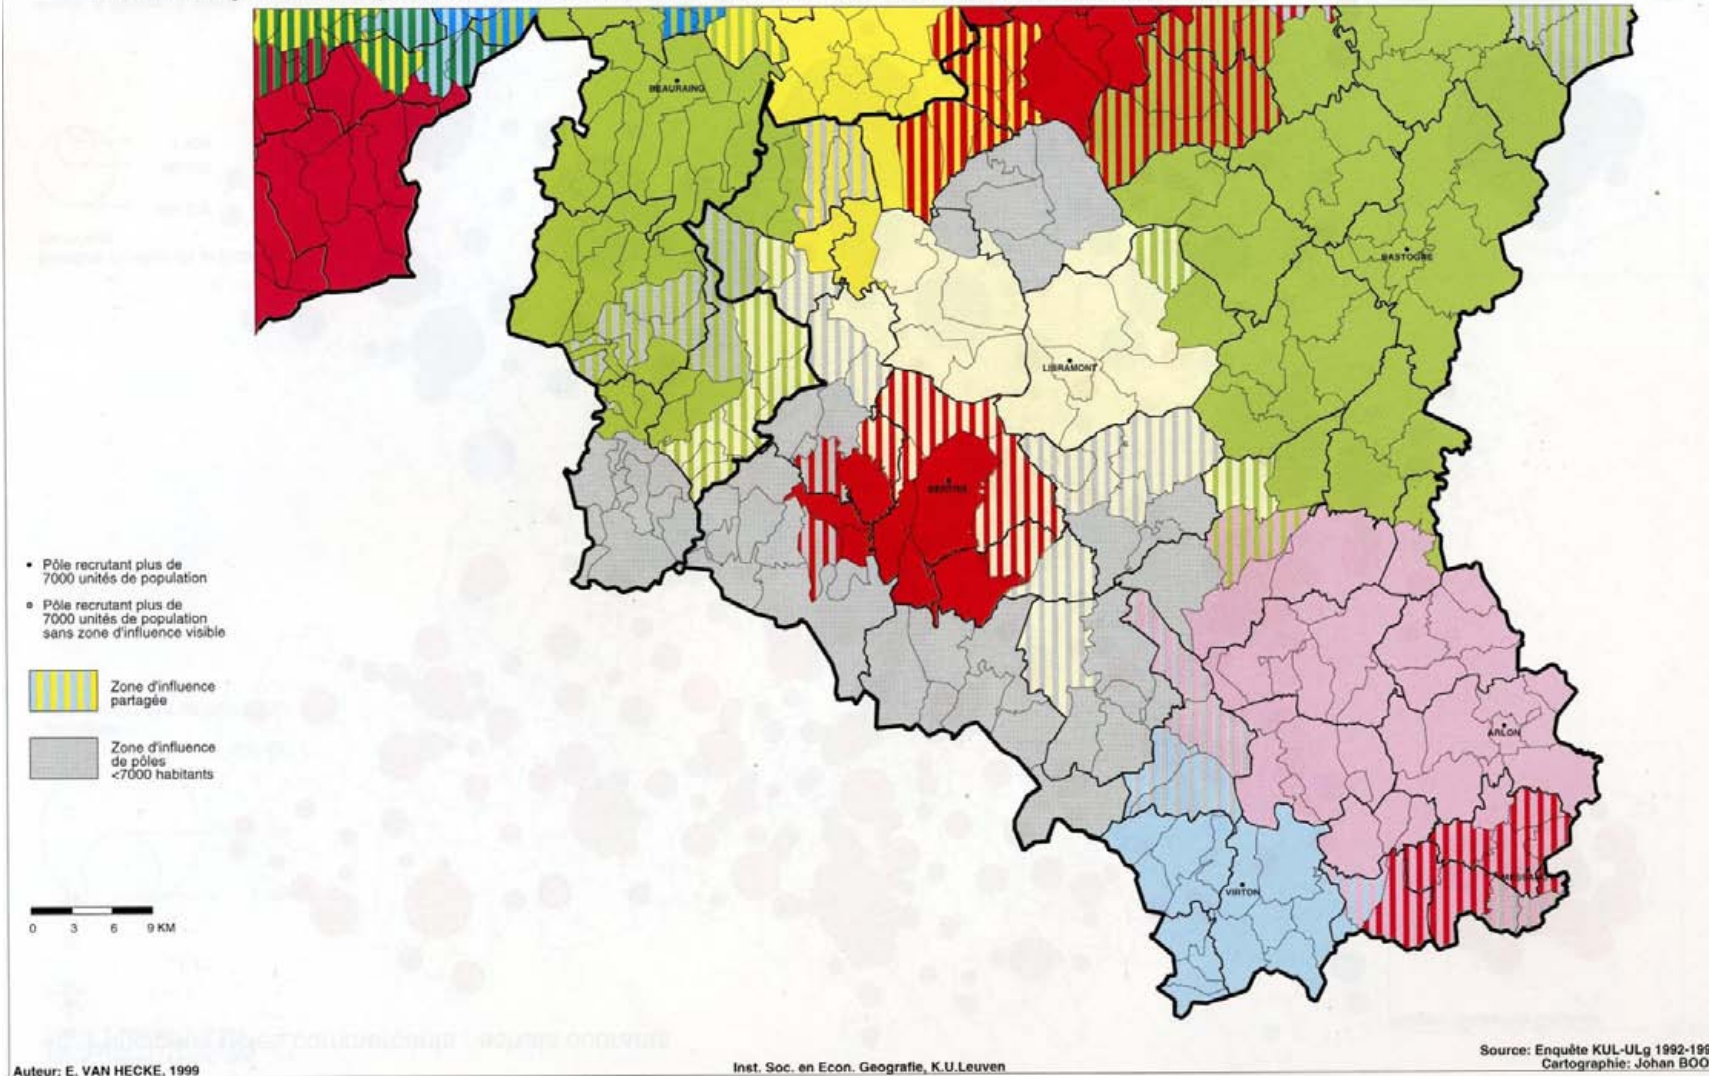 BEAURAING
BASTOGNE
LIBRAMONT
BERTRIX
ARLON
VIRTON
• Pôle recrutant plus de
7000 unités de population
Pôle recrutant plus de
7000 unités de population
sans zone d'influence visible
Zone d'influence
partagée
Zone d'influence
de pôles
<7000 habitants
0 3 6 9 KM
Auteur: E. VAN HECKE, 1999
Inst. Soc. en Econ. Geografie, K.U.Leuven
Source: Enquête KUL-ULg 1992-199
Cartographie: Johan BOO